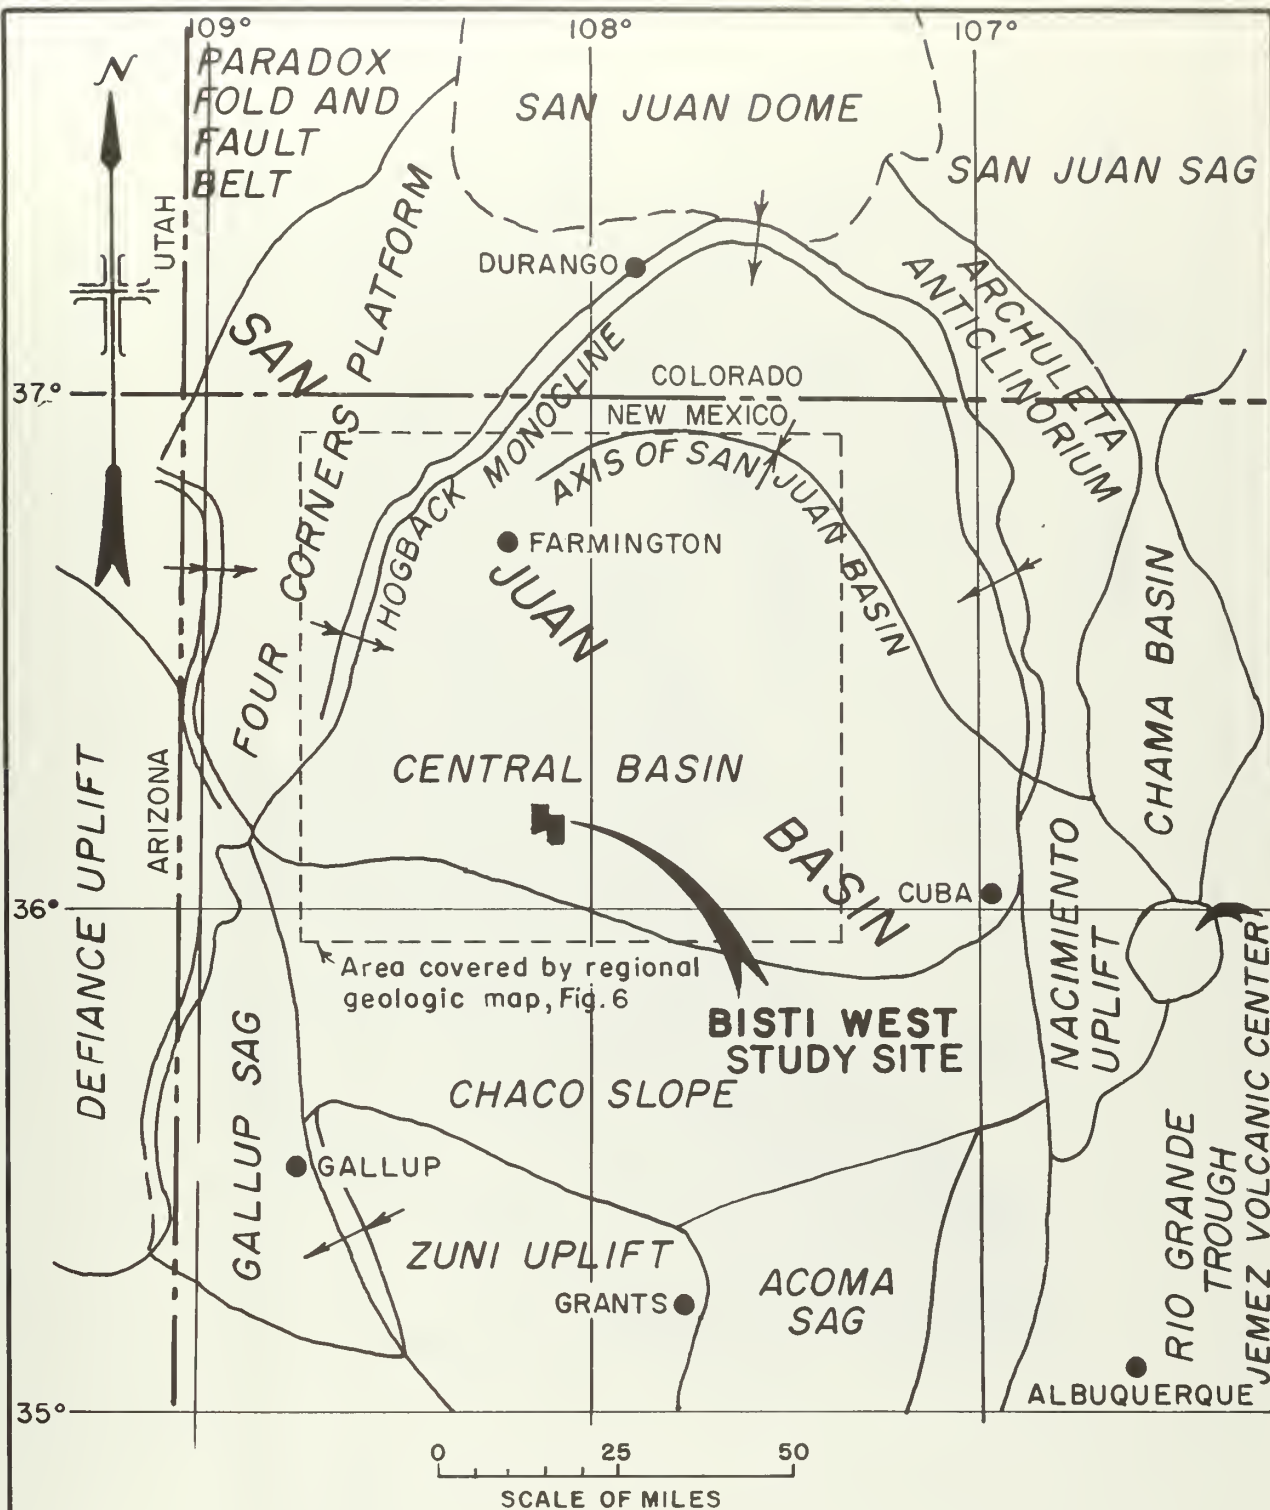 109°
108°
107°
N
PARADOX
FOLD AND
FAULT
BELT
SAN JUAN DOME
SAN JUAN SAG
UTAH
FOUR CORNERS PLATFORM
DURANGO
ARCHULETA
ANTICLINORIUM
SAN
JUAN
BASIN
37°
COLORADO
NEW MEXICO
HOGBACK MONOCLINE
AXIS OF SAN JUAN BASIN
FARMINGTON
CHAMA BASIN
CENTRAL BASIN
ARIZONA
DEFIANCE UPLIFT
CUBA
36°
NACIMIENTO
UPLIFT
Area covered by regional
geologic map, Fig. 6
BISTI WEST
STUDY SITE
GALLUP SAG
CHACO SLOPE
GALLUP
ZUNI UPLIFT
GRANTS
ACOMA
SAG
RIO GRANDE
TROUGH
JEMEZ VOLCANIC CENTER
ALBUQUERQUE
35°
0 25 50
SCALE OF MILES